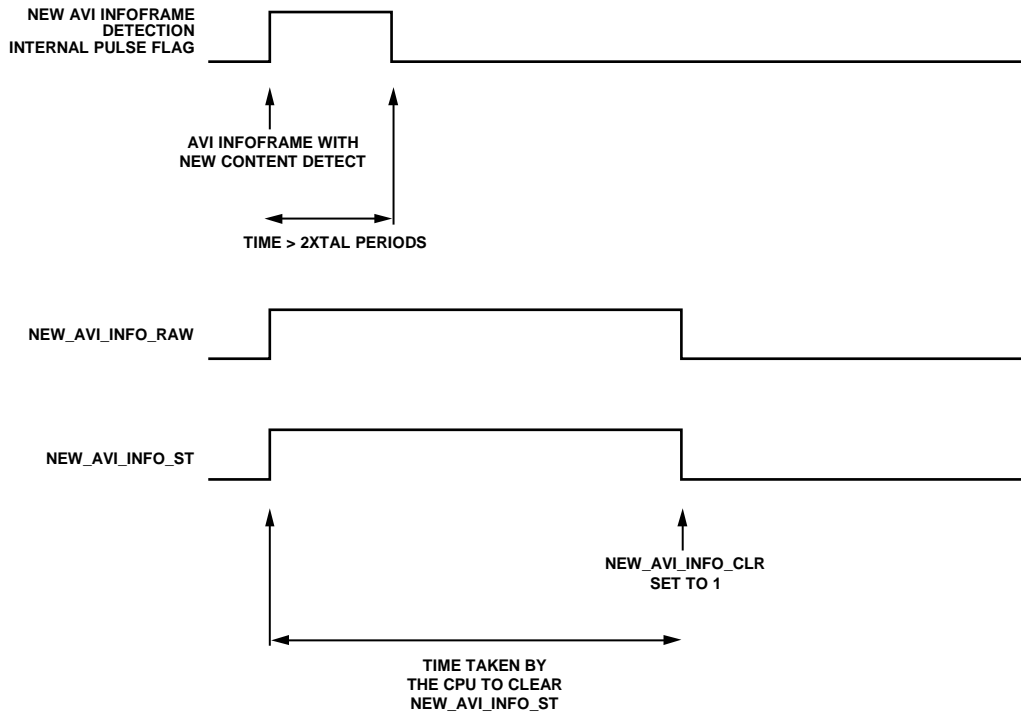 NEW AVI INFOFRAME
DETECTION
INTERNAL PULSE FLAG
AVI INFOFRAME WITH
NEW CONTENT DETECT
TIME > 2XTAL PERIODS
NEW_AVI_INFO_RAW
NEW_AVI_INFO_ST
NEW_AVI_INFO_CLR
SET TO 1
TIME TAKEN BY
THE CPU TO CLEAR
NEW_AVI_INFO_ST